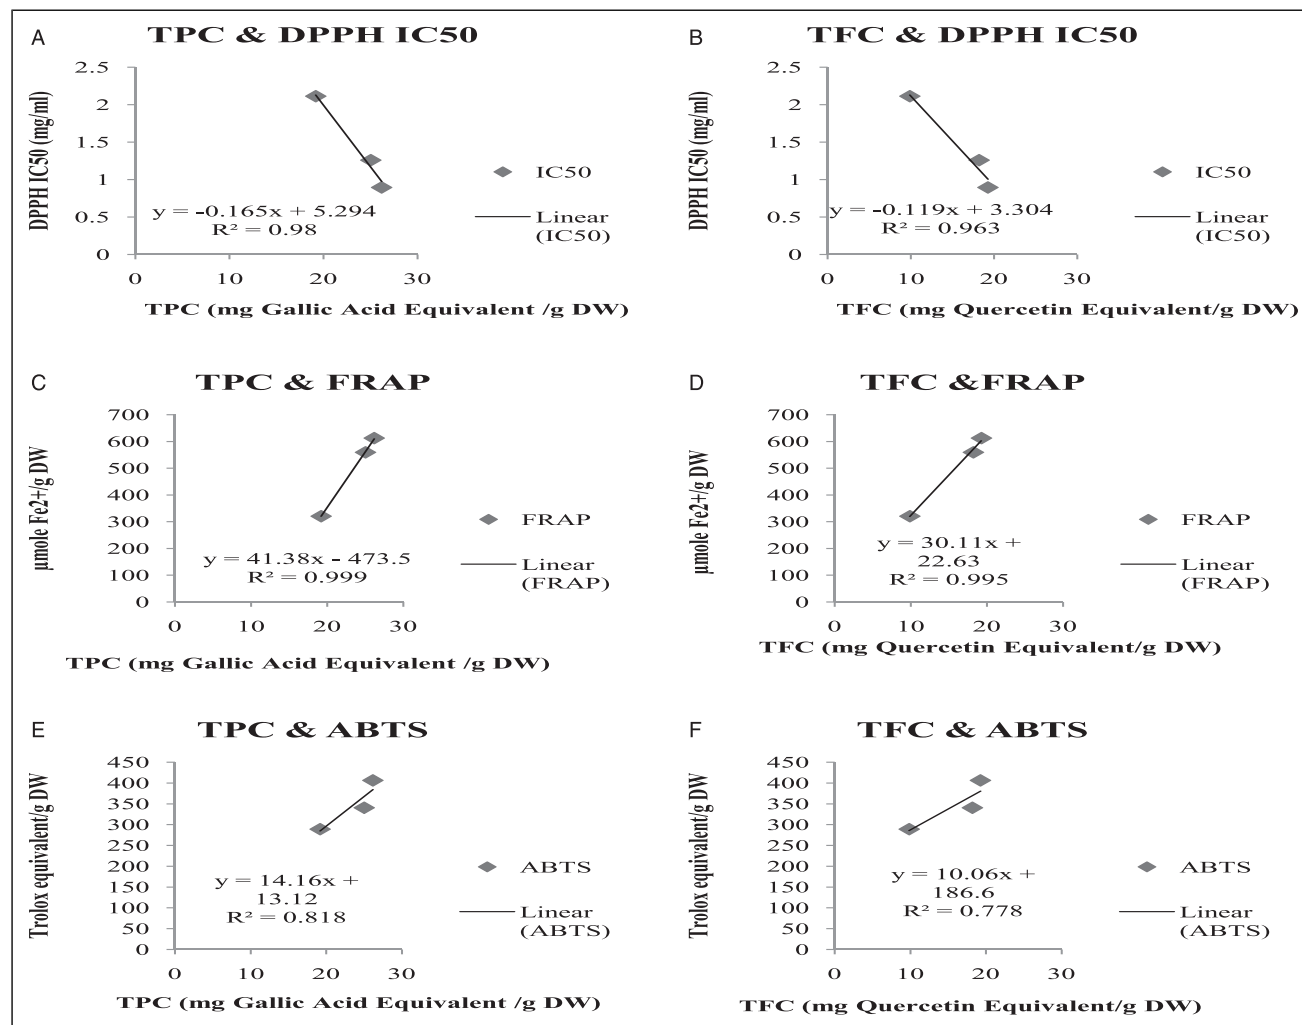 A
TPC & DPPH IC50
DPPH IC50 (mg/ml)
2.5
2
1.5
1
0.5
0
y = -0.165x + 5.294
R² = 0.98
IC50
Linear
(IC50)
0 10 20 30
TPC (mg Gallic Acid Equivalent /g DW)
B
TFC & DPPH IC50
DPPH IC50 (mg/ml)
2.5
2
1.5
1
0.5
0
y = -0.119x + 3.304
R² = 0.963
IC50
Linear
(IC50)
0 10 20 30
TFC (mg Quercetin Equivalent/g DW)
C
TPC & FRAP
µmole Fe2+/g DW
700
600
500
400
300
200
100
0
y = 41.38x - 473.5
R² = 0.999
FRAP
Linear
(FRAP)
0 10 20 30
TPC (mg Gallic Acid Equivalent /g DW)
D
TFC &FRAP
µmole Fe2+/g DW
700
600
500
400
300
200
100
0
y = 30.11x +
22.63
R² = 0.995
FRAP
Linear
(FRAP)
0 10 20 30
TFC (mg Quercetin Equivalent/g DW)
E
TPC & ABTS
Trolox equivalent/g DW
450
400
350
300
250
200
150
100
50
0
y = 14.16x +
13.12
R² = 0.818
ABTS
Linear
(ABTS)
0 10 20 30
TPC (mg Gallic Acid Equivalent /g DW)
F
TFC & ABTS
Trolox equivalent/g DW
450
400
350
300
250
200
150
100
50
0
y = 10.06x +
186.6
R² = 0.778
ABTS
Linear
(ABTS)
0 10 20 30
TFC (mg Quercetin Equivalent/g DW)